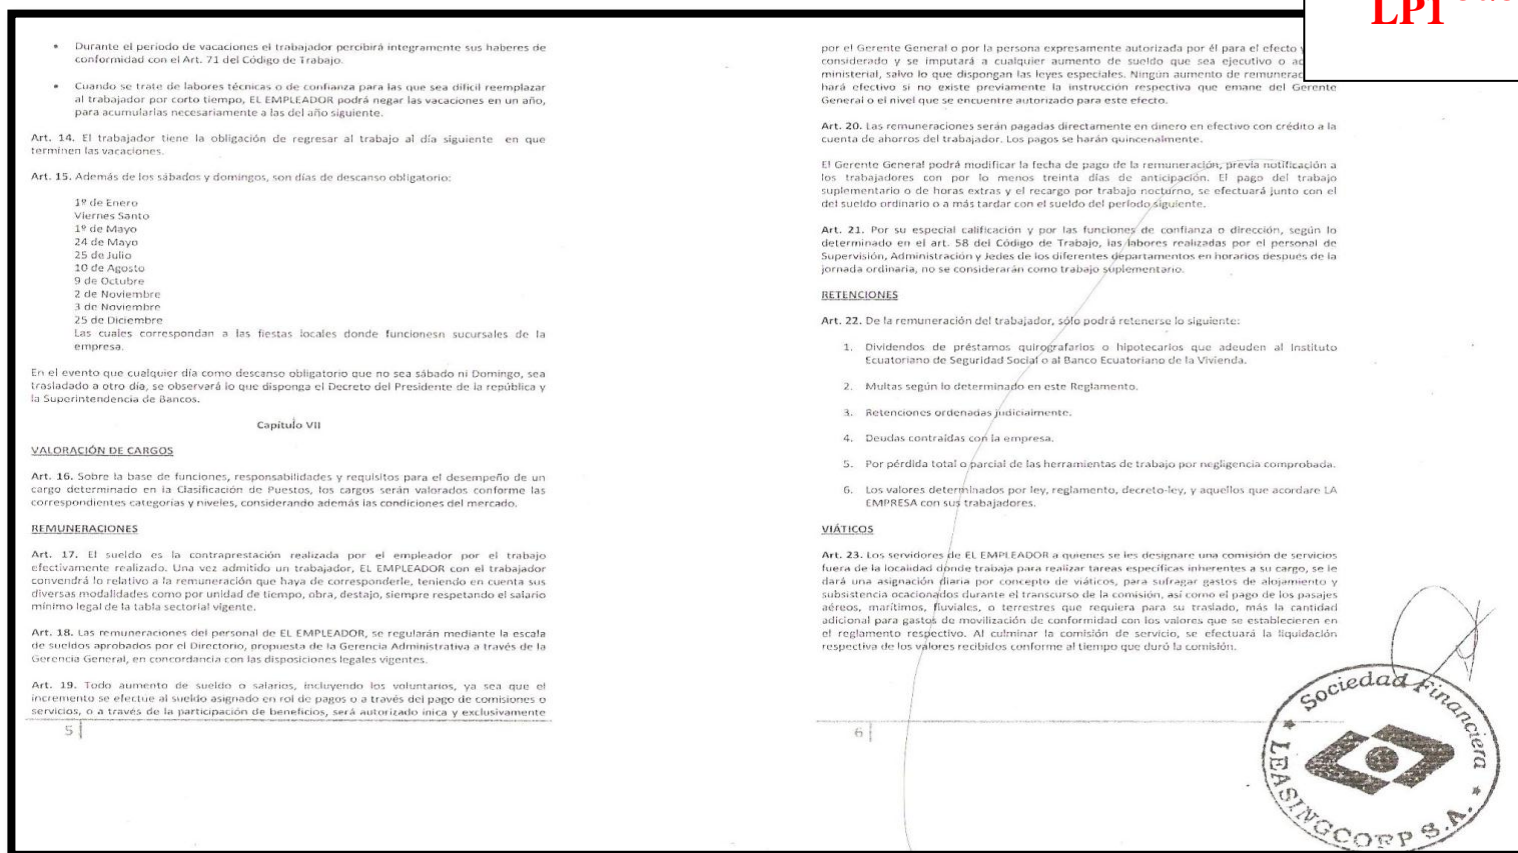 LPI
• Durante el periodo de vacaciones el trabajador percibirá íntegramente sus haberes de
conformidad con el Art. 71 del Código de Trabajo.
• Cuando se trate de labores técnicas o de confianza para las que sea difícil reemplazar
al trabajador por corto tiempo, EL EMPLEADOR podrá negar las vacaciones en un año,
para acumularlas necesariamente a las del año siguiente.
Art. 14. El trabajador tiene la obligación de regresar al trabajo al día siguiente en que
terminen las vacaciones.
Art. 15. Además de los sábados y domingos, son días de descanso obligatorio:
1º de Enero
Viernes Santo
1º de Mayo
24 de Mayo
25 de Julio
10 de Agosto
9 de Octubre
2 de Noviembre
3 de Noviembre
25 de Diciembre
Las cuales correspondan a las fiestas locales donde funcionesn sucursales de la
empresa.
En el evento que cualquier día como descanso obligatorio que no sea sábado ni Domingo, sea
trasladado a otro día, se observará lo que disponga el Decreto del Presidente de la república y
la Superintendencia de Bancos.
Capítulo VII
VALORACIÓN DE CARGOS
Art. 16. Sobre la base de funciones, responsabilidades y requisitos para el desempeño de un
cargo determinado en la Clasificación de Puestos, los cargos serán valorados conforme las
correspondientes categorías y niveles, considerando además las condiciones del mercado.
REMUNERACIONES
Art. 17. El sueldo es la contraprestación realizada por el empleador por el trabajo
efectivamente realizado. Una vez admitido un trabajador, EL EMPLEADOR con el trabajador
convendrá lo relativo a la remuneración que haya de corresponderle, teniendo en cuenta sus
diversas modalidades como por unidad de tiempo, obra, destajo, siempre respetando el salario
mínimo legal de la tabla sectorial vigente.
Art. 18. Las remuneraciones del personal de EL EMPLEADOR, se regularán mediante la escala
de sueldos aprobados por el Directorio, propuesta de la Gerencia Administrativa a través de la
Gerencia General, en concordancia con las disposiciones legales vigentes.
Art. 19. Todo aumento de sueldo o salarios, incluyendo los voluntarios, ya sea que el
incremento se efectue al sueldo asignado en rol de pagos o a través del pago de comisiones o
servicios, o a través de la participación de beneficios, será autorizado inica y exclusivamente
5
por el Gerente General o por la persona expresamente autorizada por él para el efecto
considerado y se imputará a cualquier aumento de sueldo que sea ejecutivo o
ministerial, salvo lo que dispongan las leyes especiales. Ningún aumento de
hará efectivo si no existe previamente la instrucción respectiva que emane del Gerente
General o el nivel que se encuentre autorizado para este efecto.
Art. 20. Las remuneraciones serán pagadas directamente en dinero en efectivo con crédito a la
cuenta de ahorros del trabajador. Los pagos se harán quincenalmente.
El Gerente General podrá modificar la fecha de pago de la remuneración, previa notificación a
los trabajadores con por lo menos treinta días de anticipación. El pago del trabajo
suplementario o de horas extras y el recargo por trabajo nocturno, se efectuará junto con el
del sueldo ordinario o a más tardar con el sueldo del período siguiente.
Art. 21. Por su especial calificación y por las funciones de confianza o dirección, según lo
determinado en el art. 58 del Código de Trabajo, las labores realizadas por el personal de
Supervisión, Administración y Jedes de los diferentes departamentos en horarios después de la
jornada ordinaria, no se considerarán como trabajo suplementario.
RETENCIONES
Art. 22. De la remuneración del trabajador, sólo podrá retenerse lo siguiente:
1. Dividendos de préstamos quirografarios o hipotecarios que adeuden al Instituto
Ecuatoriano de Seguridad Social o al Banco Ecuatoriano de la Vivienda.
2. Multas según lo determinado en este Reglamento.
3. Retenciones ordenadas judicialmente.
4. Deudas contraídas con la empresa.
5. Por pérdida total o parcial de las herramientas de trabajo por negligencia comprobada.
6. Los valores determinados por ley, reglamento, decreto-ley, y aquellos que acordare LA
EMPRESA con sus trabajadores.
VIÁTICOS
Art. 23. Los servidores de EL EMPLEADOR a quienes se les designare una comisión de servicios
fuera de la localidad donde trabaja para realizar tareas específicas inherentes a su cargo, se le
dará una asignación diaria por concepto de viáticos, para sufragar gastos de alojamiento y
subsistencia ocacionados durante el transcurso de la comisión, así como el pago de los pasajes
aéreos, marítimos, fluviales, o terrestres que requiera para su traslado, más la cantidad
adicional para gastos de movilización de conformidad con los valores que se establecieren en
el reglamento respectivo. Al culminar la comisión de servicio, se efectuará la liquidación
respectiva de los valores recibidos conforme al tiempo que duró la comisión.
6
Sociedad Financiera
LEASINGCORP S.A.